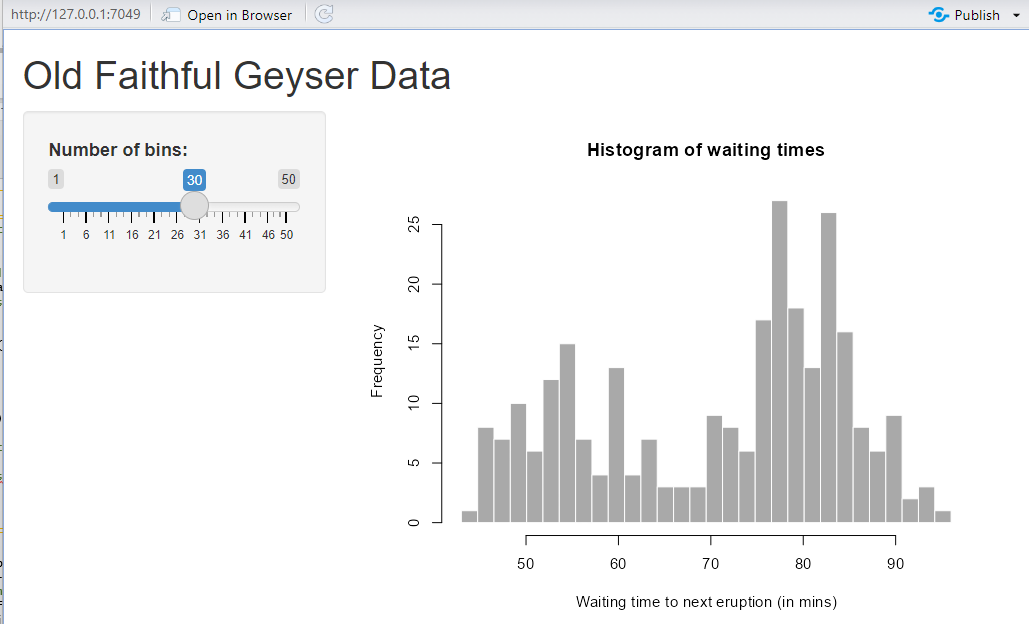 http://127.0.0.1:7049 Open in Browser Publish
Old Faithful Geyser Data
Number of bins:
1 30 50
1 6 11 16 21 26 31 36 41 46 50
Histogram of waiting times
Frequency
25
20
15
10
5
0
50 60 70 80 90
Waiting time to next eruption (in mins)